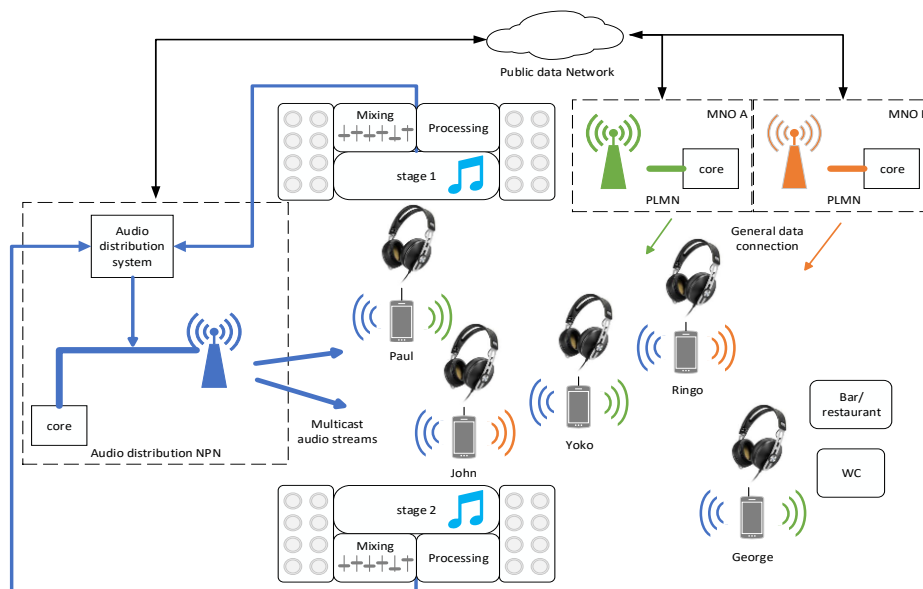 Public data Network
Mixing
Processing
stage 1
MNO A
core
PLMN
MNO
core
PLMN
General data
connection
Audio
distribution
system
core
Audio distribution NPN
Multicast
audio streams
Paul
John
Yoko
Ringo
George
Bar/
restaurant
WC
stage 2
Mixing
Processing